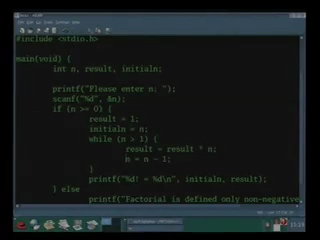 #include <stdio.h>
main(void) {
int n, result, initialn;
printf("Please enter n: ");
scanf("%d", &n);
if (n >= 0) {
result = 1;
initialn = n;
while (n > 1) {
result = result * n;
n = n - 1;
}
printf("%d! = %d\n", initialn, result);
} else
printf("Factorial is defined only non-negative